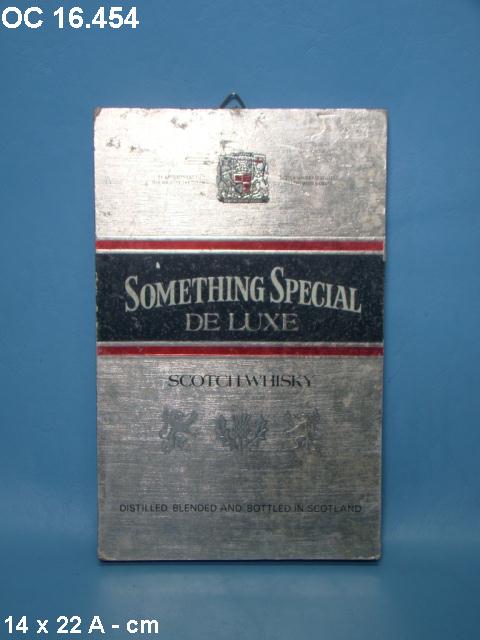 OC 16.454
SOMETHING SPECIAL
DE LUXE
SCOTCH WHISKY
DISTILLED BLENDED AND BOTTLED IN SCOTLAND
14 x 22 A - cm